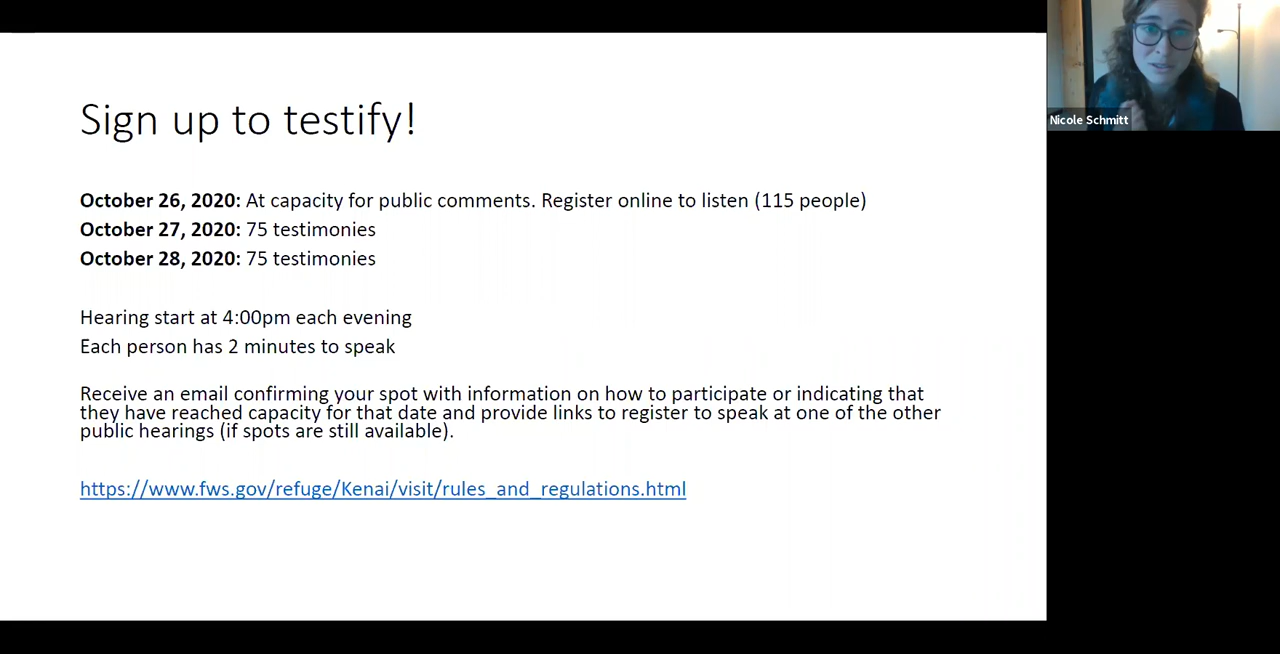 Sign up to testify!
October 26, 2020: At capacity for public comments. Register online to listen (115 people)
October 27, 2020: 75 testimonies
October 28, 2020: 75 testimonies
Hearing start at 4:00pm each evening
Each person has 2 minutes to speak
Receive an email confirming your spot with information on how to participate or indicating that
they have reached capacity for that date and provide links to register to speak at one of the other
public hearings (if spots are still available).
https://www.fws.gov/refuge/Kenai/visit/rules_and_regulations.html
Nicole Schmitt